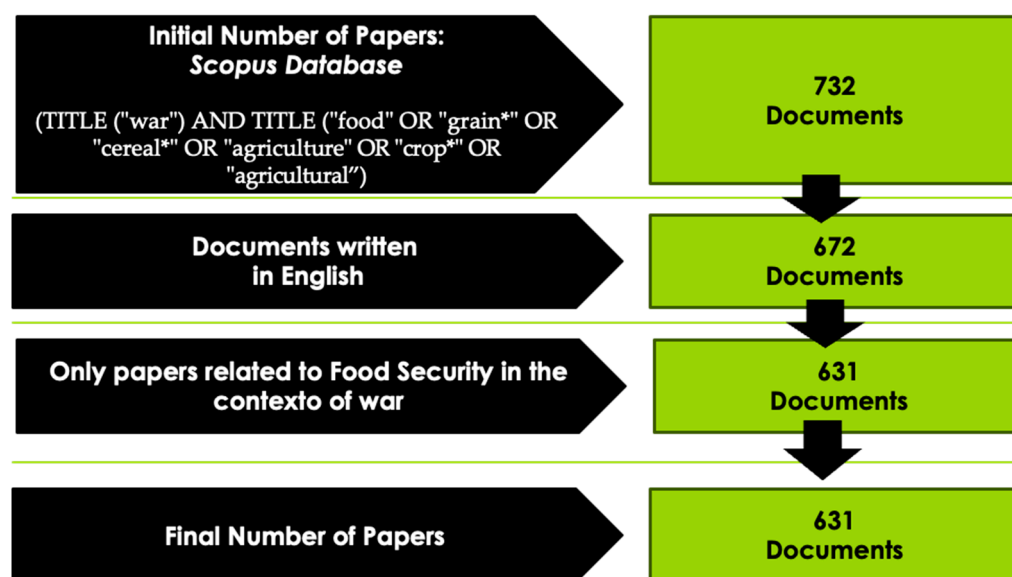 Initial Number of Papers:
Scopus Database
(TITLE ("war") AND TITLE ("food" OR "grain*" OR
"cereal*" OR "agriculture" OR "crop*" OR
"agricultural”)
732
Documents
Documents written
in English
672
Documents
Only papers related to Food Security in the
contexto of war
631
Documents
Final Number of Papers
631
Documents